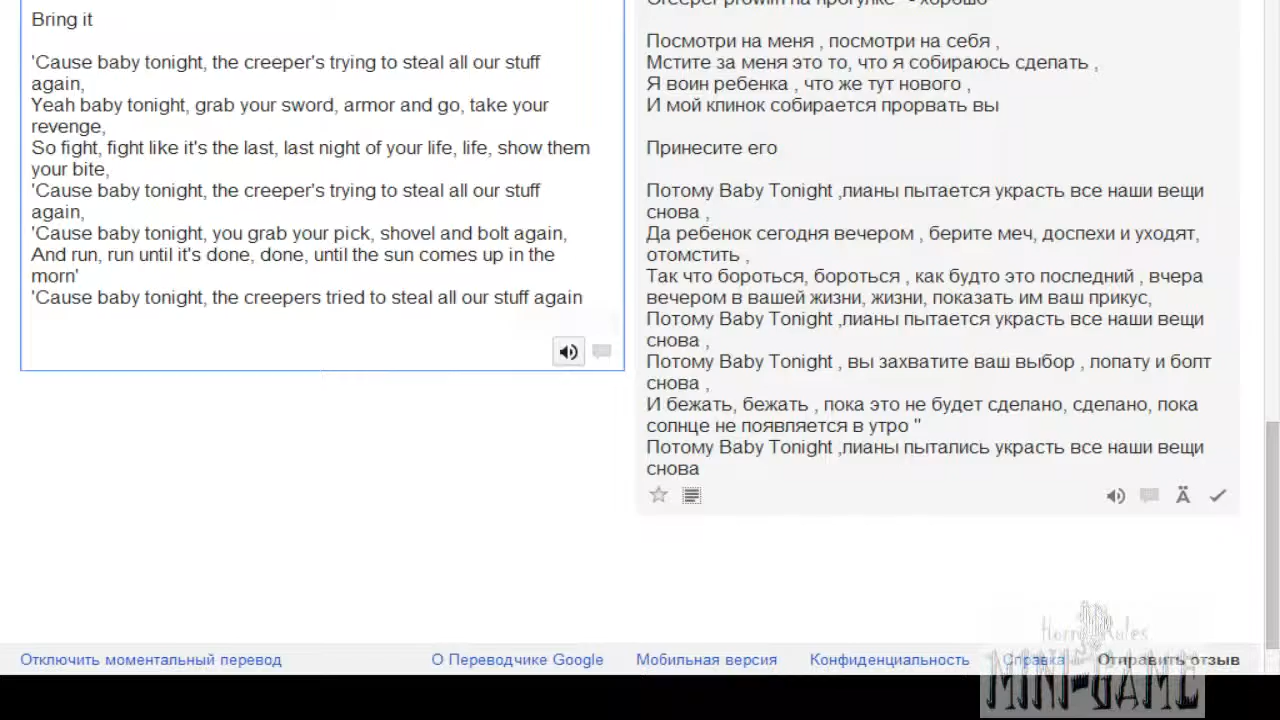 Bring it
'Cause baby tonight, the creeper's trying to steal all our stuff
again,
Yeah baby tonight, grab your sword, armor and go, take your
revenge,
So fight, fight like it's the last, last night of your life, life, show them
your bite,
'Cause baby tonight, the creeper's trying to steal all our stuff
again,
'Cause baby tonight, you grab your pick, shovel and bolt again,
And run, run until it's done, done, until the sun comes up in the
morn'
'Cause baby tonight, the creepers tried to steal all our stuff again
Creeper prowlin на прогулке " - хорошо
Посмотри на меня , посмотри на себя ,
Мстите за меня это то, что я собираюсь сделать ,
Я воин ребенка , что же тут нового ,
И мой клинок собирается прорвать вы
Принесите его
Потому Baby Tonight ,лианы пытается украсть все наши вещи
снова ,
Да ребенок сегодня вечером , берите меч, доспехи и уходят,
отомстить ,
Так что бороться, бороться , как будто это последний , вчера
вечером в вашей жизни, жизни, показать им ваш прикус,
Потому Baby Tonight ,лианы пытается украсть все наши вещи
снова ,
Потому Baby Tonight , вы захватите ваш выбор , лопату и болт
снова ,
И бежать, бежать , пока это не будет сделано, сделано, пока
солнце не появляется в утро "
Потому Baby Tonight ,лианы пытались украсть все наши вещи
снова
Ä
Отключить моментальный перевод
О Переводчике Google
Мобильная версия
Конфиденциальность
Справка
Отправить отзыв
MINI-GAME